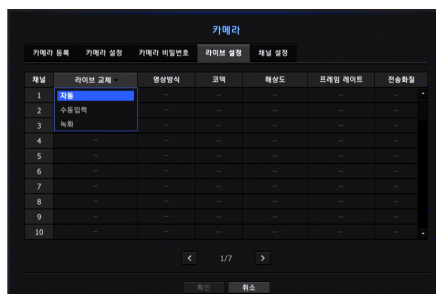 카메라
카메라 등록 카메라 설정 카메라 비밀번호 라이브 설정 채널 설정
채널 라이브 교체 영상방식 코덱 해상도 프레임 레이트 전송화질
1 자동 -- -- -- -- --
2 수동입력 -- -- -- -- --
3 녹화 -- -- -- -- --
4 -- -- -- -- -- --
5 -- -- -- -- -- --
6 -- -- -- -- -- --
7 -- -- -- -- -- --
8 -- -- -- -- -- --
9 -- -- -- -- -- --
10 -- -- -- -- -- --
< 1/7 >
확인 취소